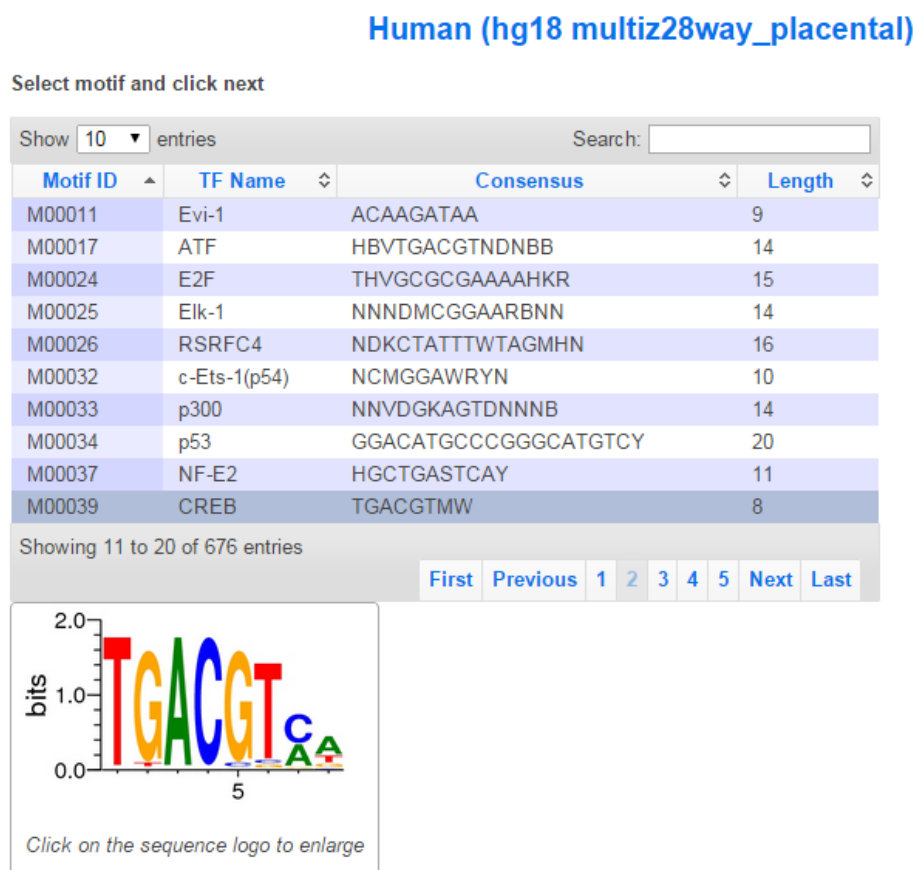 Human (hg18 multiz28way_placental)
Select motif and click next
Show 10 entries Search:
Motif ID TF Name Consensus Length
M00011 Evi-1 ACAAGATAA 9
M00017 ATF HBVTGACGTNDNBB 14
M00024 E2F THVGCGCGAAAAHKR 15
M00025 Elk-1 NNNDMCGGAARBNN 14
M00026 RSRFC4 NDKCTATTTWTAGMHN 16
M00032 c-Ets-1(p54) NCMGGAWRYN 10
M00033 p300 NNVDGKAGTDNNNB 14
M00034 p53 GGACATGCCCGGGCATGTCY 20
M00037 NF-E2 HGCTGASTCAY 11
M00039 CREB TGACGTMW 8
Showing 11 to 20 of 676 entries
First Previous 1 2 3 4 5 Next Last
2.0
bits
1.0
0.0
TGACGTCA
AT
5
Click on the sequence logo to enlarge